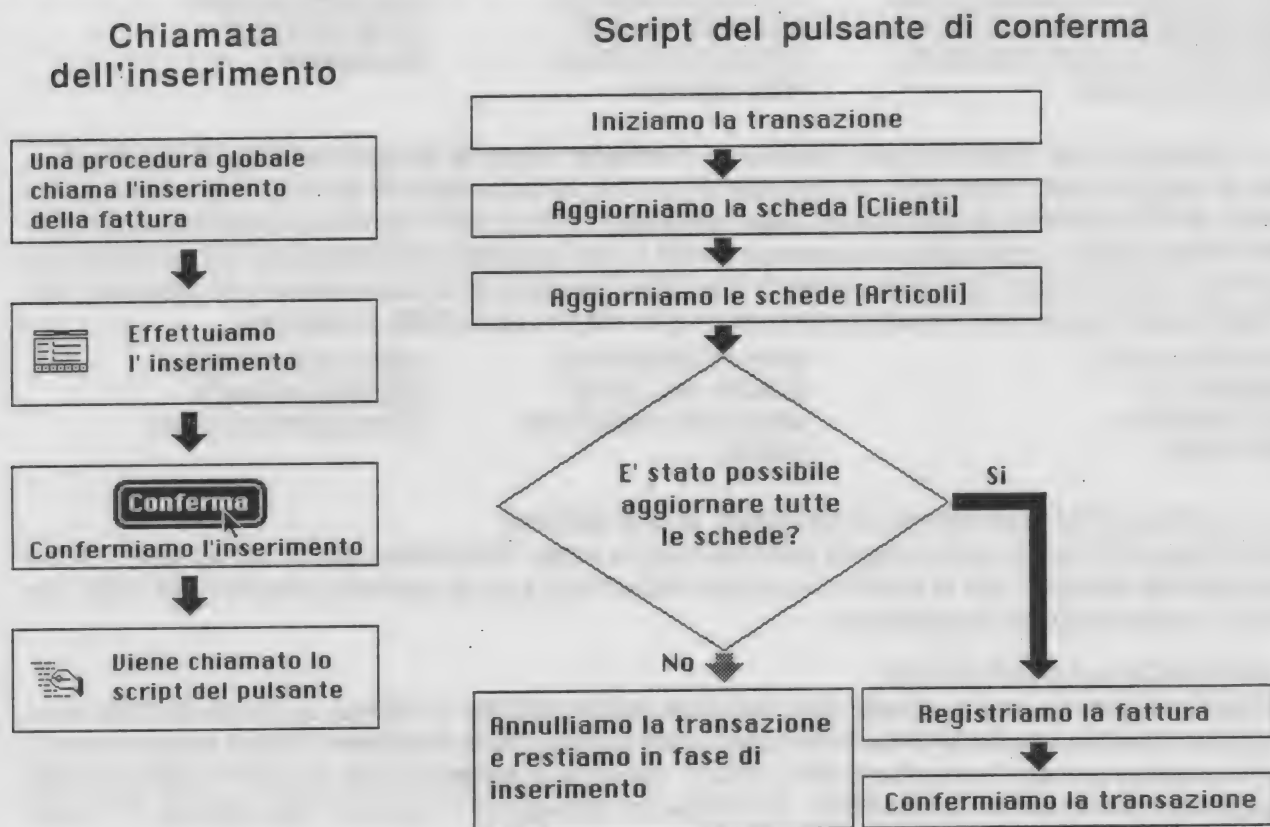 Chiamata
dell'inserimento
Una procedura globale
chiama l'inserimento
della fattura
Effettuiamo
l' inserimento
Conferma
Confermiamo l'inserimento
Viene chiamato lo
script del pulsante
Script del pulsante di conferma
Iniziamo la transazione
Aggiorniamo la scheda [Clienti]
Aggiorniamo le schede [Articoli]
E' stato possibile
aggiornare tutte
le schede?
Si
No
Annulliamo la transazione
e restiamo in fase di
inserimento
Registriamo la fattura
Confermiamo la transazione